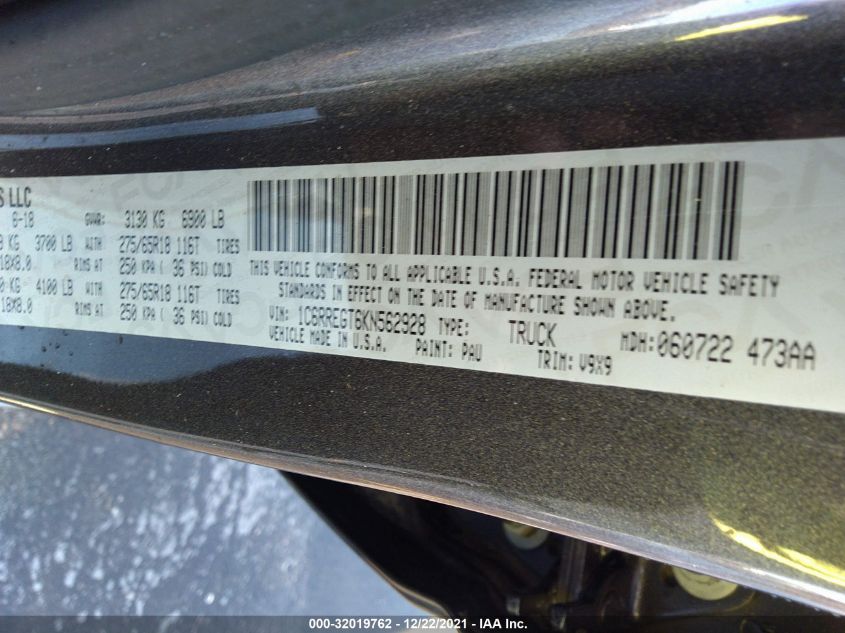 S LLC
6-18 GVWR: 3130 KG 6900 LB
KG 3700 LB WITH 275/65R18 116T TIRES
18X8.0 RIMS AT 250 KPA ( 36 PSI) COLD
KG 4100 LB WITH 275/65R18 116T TIRES
18X8.0 RIMS AT 250 KPA ( 36 PSI) COLD
THIS VEHICLE CONFORMS TO ALL APPLICABLE U.S.A. FEDERAL MOTOR VEHICLE SAFETY
STANDARDS IN EFFECT ON THE DATE OF MANUFACTURE SHOWN ABOVE.
VIN: 1C6RREGT6KN562928 TYPE: TRUCK MDH:060722 473AA
VEHICLE MADE IN U.S.A. PAINT: PAU TRIM: V9X9
000-32019762 - 12/22/2021 - IAA Inc.